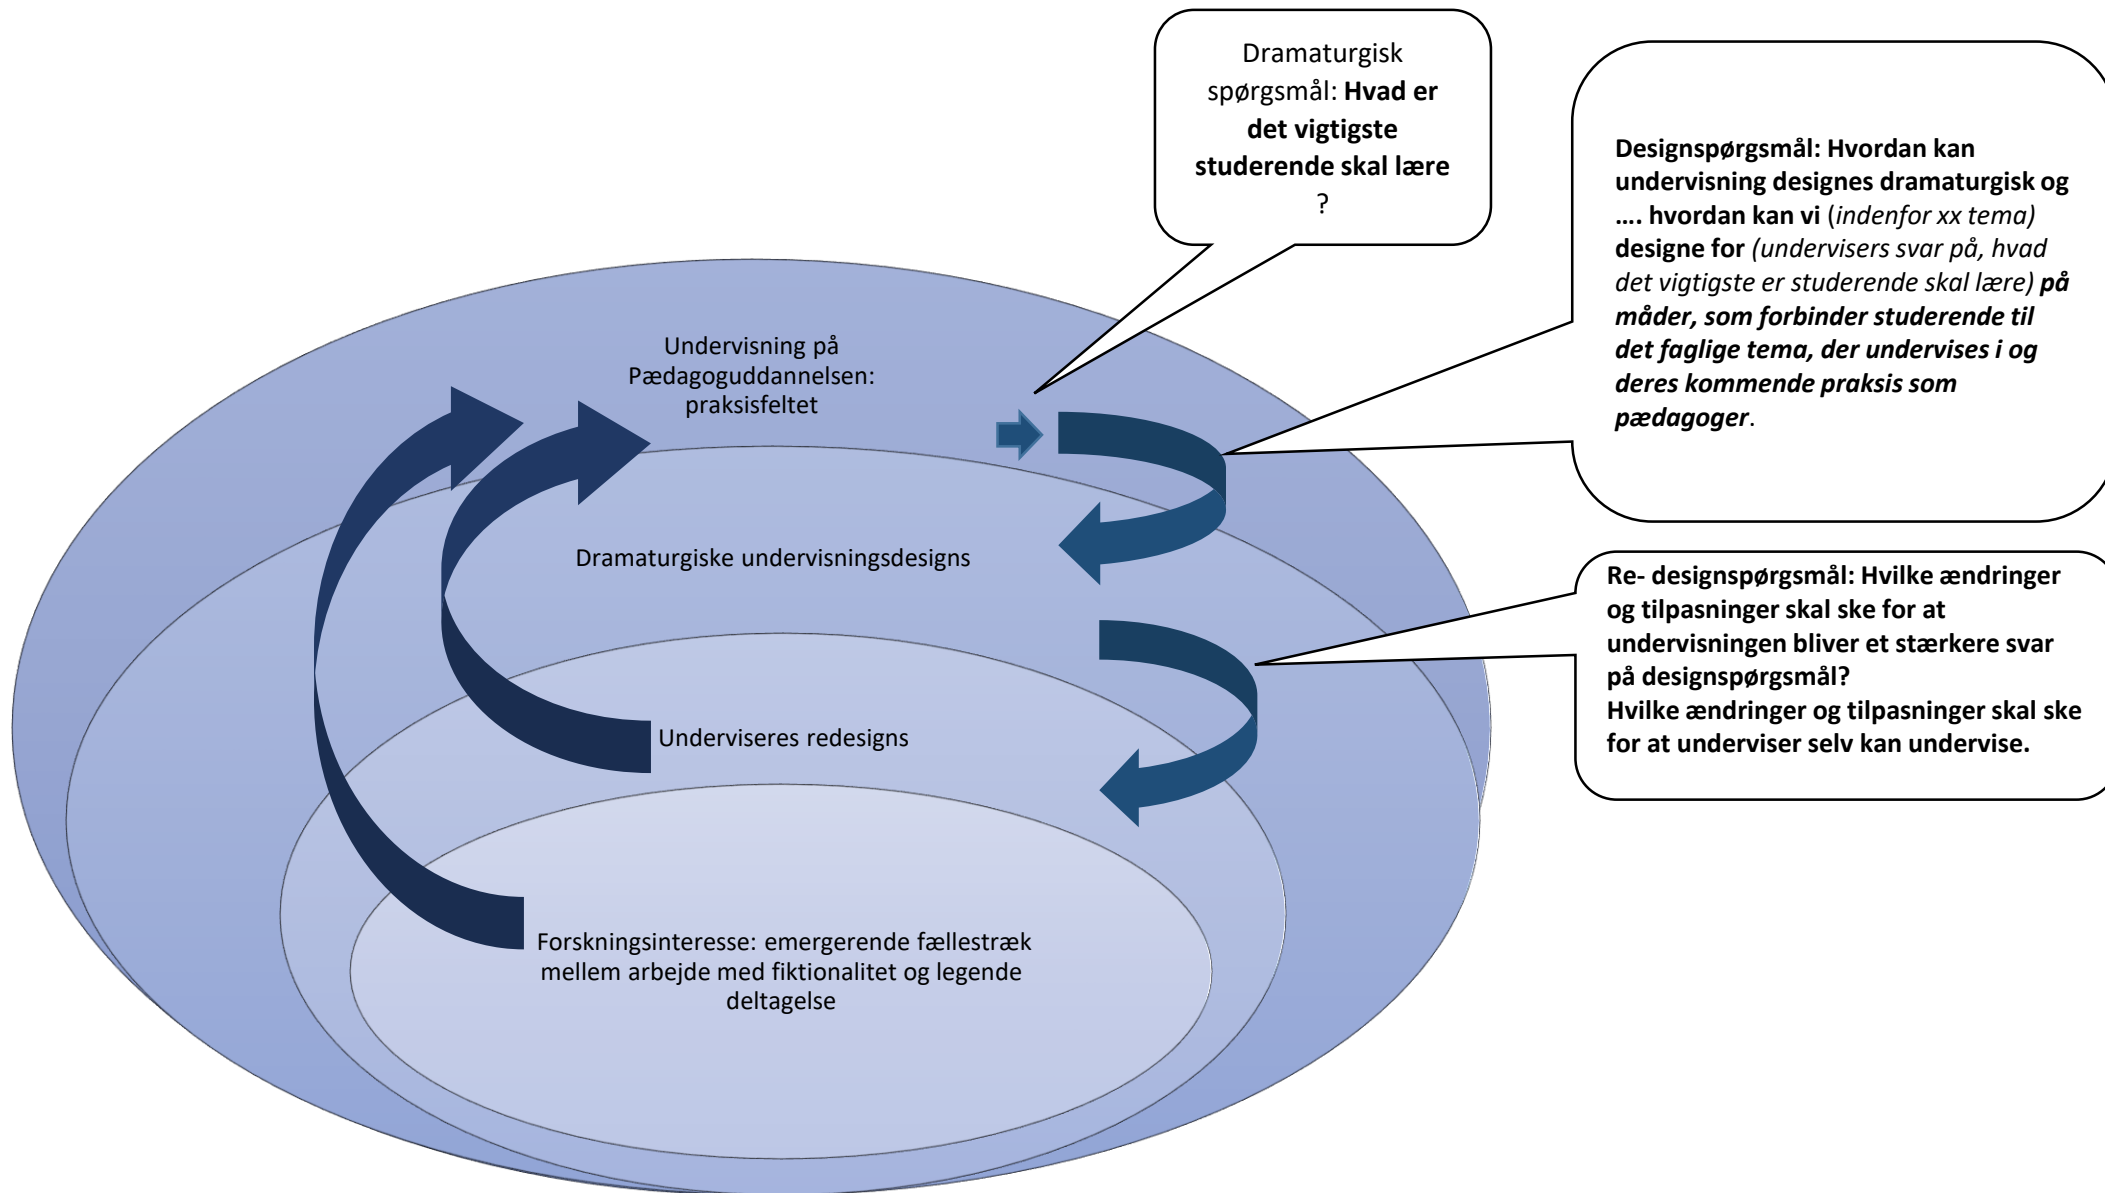 Dramaturgisk
spørgsmål: Hvad er
det vigtigste
studerende skal lære
?
Designspørgsmål: Hvordan kan
undervisning designes dramaturgisk og
…. hvordan kan vi (indenfor xx tema)
designe for (undervisers svar på, hvad
det vigtigste er studerende skal lære) på
måder, som forbinder studerende til
det faglige tema, der undervises i og
deres kommende praksis som
pædagoger.
Undervisning på
Pædagoguddannelsen:
praksisfeltet
Dramaturgiske undervisningsdesigns
Re- designspørgsmål: Hvilke ændringer
og tilpasninger skal ske for at
undervisningen bliver et stærkere svar
på designspørgsmål?
Hvilke ændringer og tilpasninger skal ske
for at underviser selv kan undervise.
Underviseres redesigns
Forskningsinteresse: emergerende fællestræk
mellem arbejde med fiktionalitet og legende
deltagelse